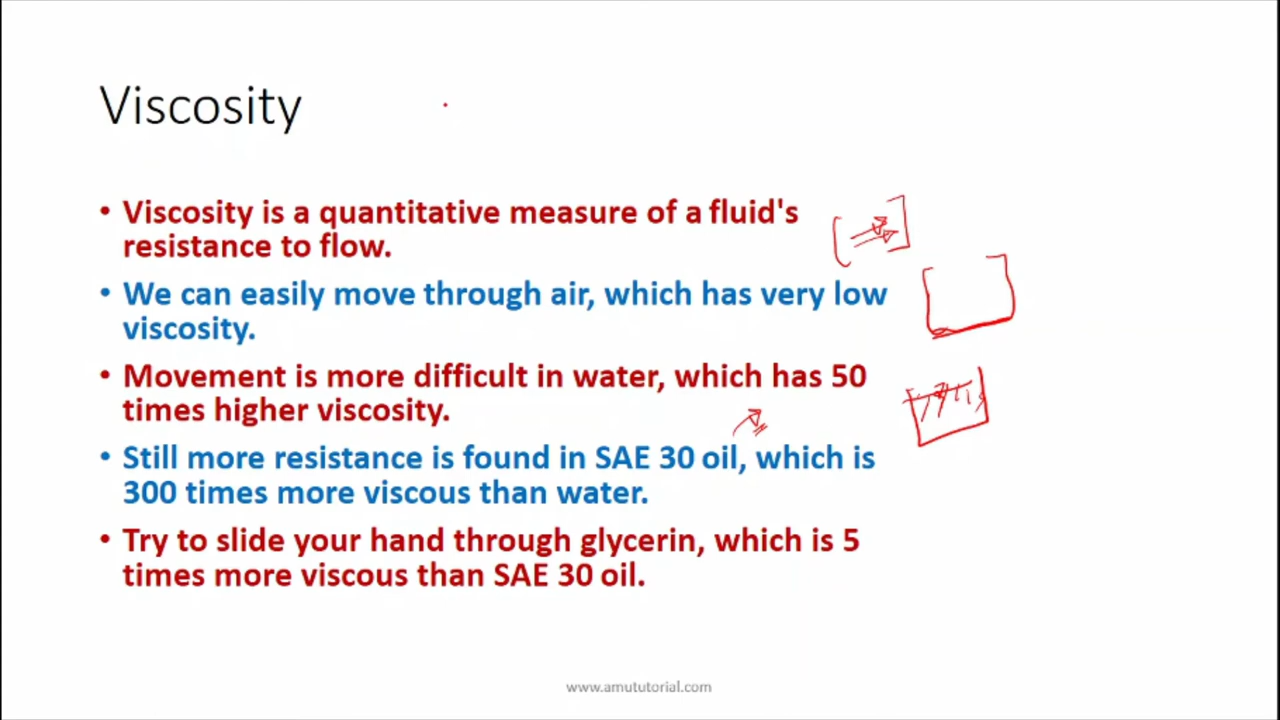 Viscosity
• Viscosity is a quantitative measure of a fluid's
resistance to flow.
• We can easily move through air, which has very low
viscosity.
• Movement is more difficult in water, which has 50
times higher viscosity.
• Still more resistance is found in SAE 30 oil, which is
300 times more viscous than water.
• Try to slide your hand through glycerin, which is 5
times more viscous than SAE 30 oil.
www.amututorial.com